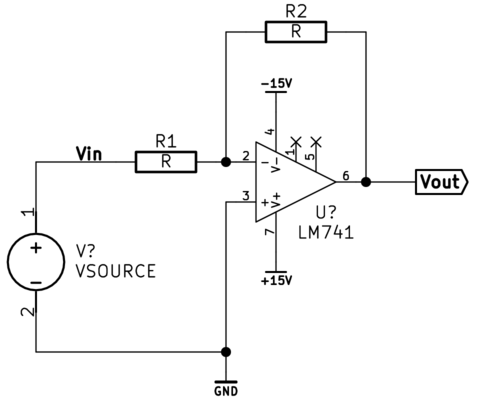 R2
R
-15V
4
R1
R
Vin
2
-
V-
1
5
6
Vout
3
+
V+
U?
LM741
7
+15V
1
+
-
V?
VSOURCE
2
GND